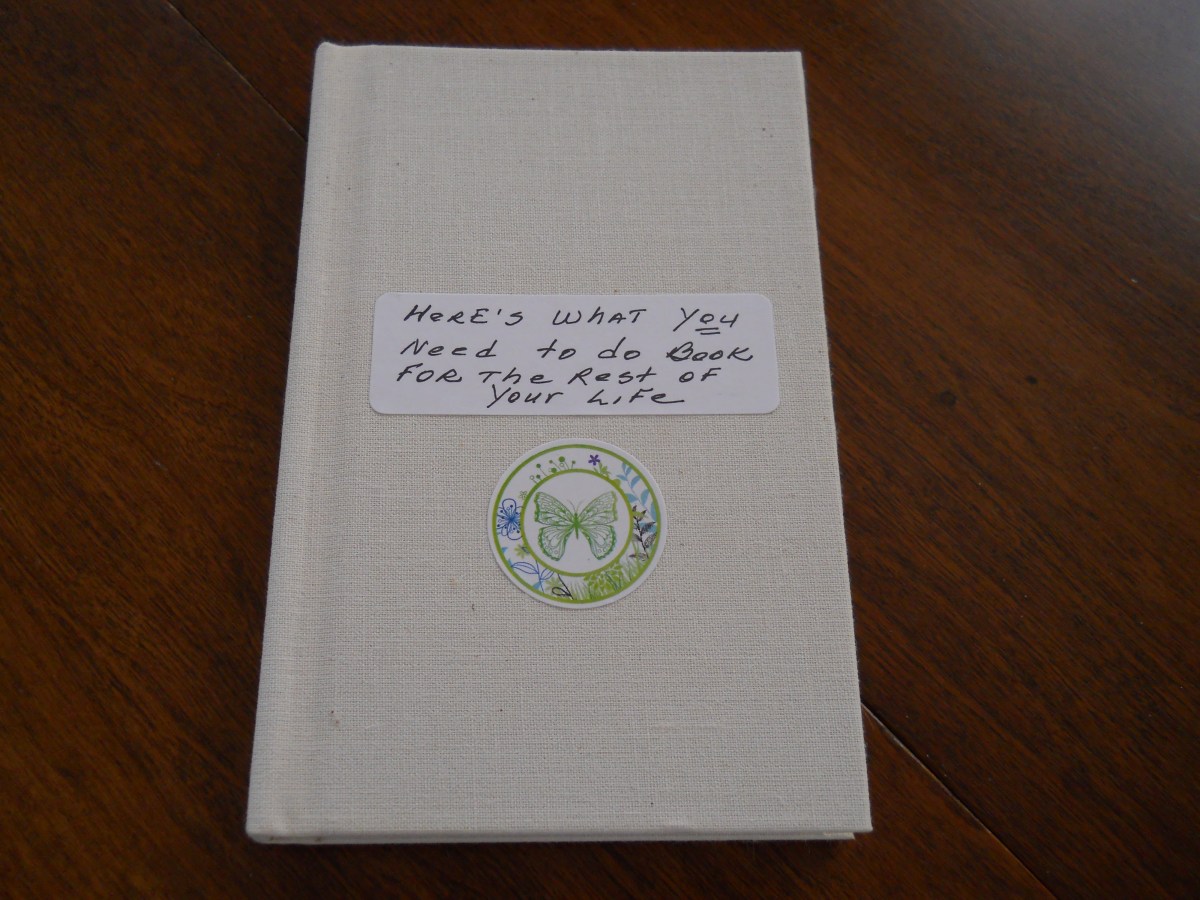 HERE'S WHAT YOU
Need to do Book
FOR The Rest OF
Your LiFe